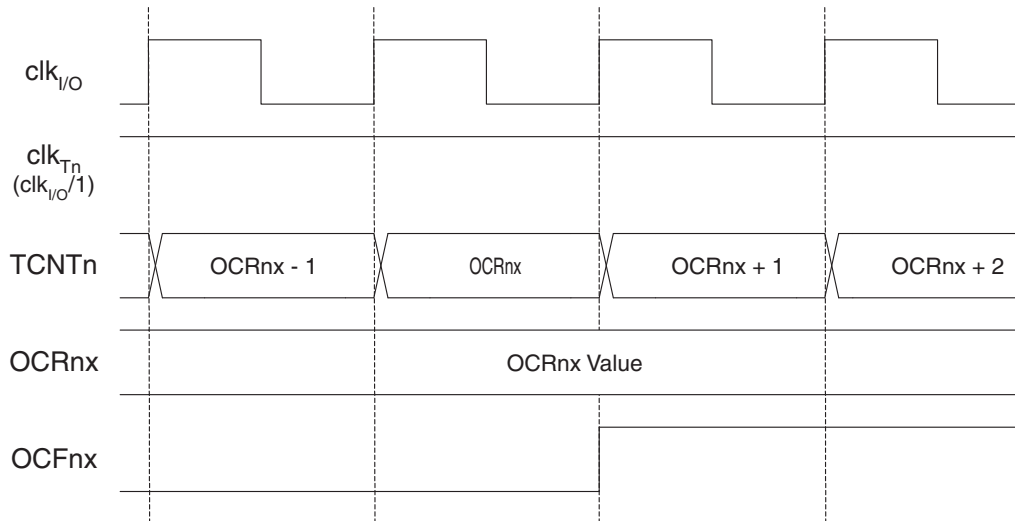 clkI/O
clkTn
(clkI/O/1)
TCNTn
OCRnx - 1
OCRnx
OCRnx + 1
OCRnx + 2
OCRnx
OCRnx Value
OCFnx